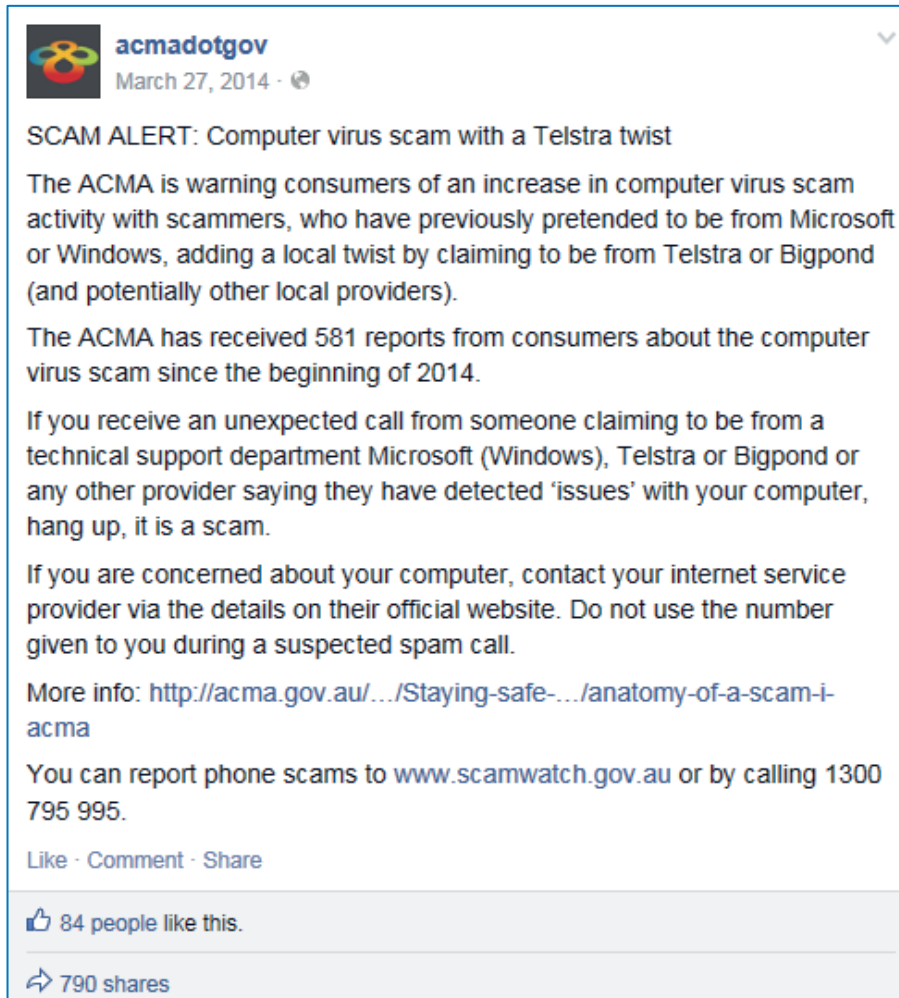 acmadotgov
March 27, 2014 ·
SCAM ALERT: Computer virus scam with a Telstra twist
The ACMA is warning consumers of an increase in computer virus scam
activity with scammers, who have previously pretended to be from Microsoft
or Windows, adding a local twist by claiming to be from Telstra or Bigpond
(and potentially other local providers).
The ACMA has received 581 reports from consumers about the computer
virus scam since the beginning of 2014.
If you receive an unexpected call from someone claiming to be from a
technical support department Microsoft (Windows), Telstra or Bigpond or
any other provider saying they have detected ‘issues’ with your computer,
hang up, it is a scam.
If you are concerned about your computer, contact your internet service
provider via the details on their official website. Do not use the number
given to you during a suspected spam call.
More info: http://acma.gov.au/…/Staying-safe-…/anatomy-of-a-scam-i-
acma
You can report phone scams to www.scamwatch.gov.au or by calling 1300
795 995.
Like · Comment · Share
84 people like this.
790 shares